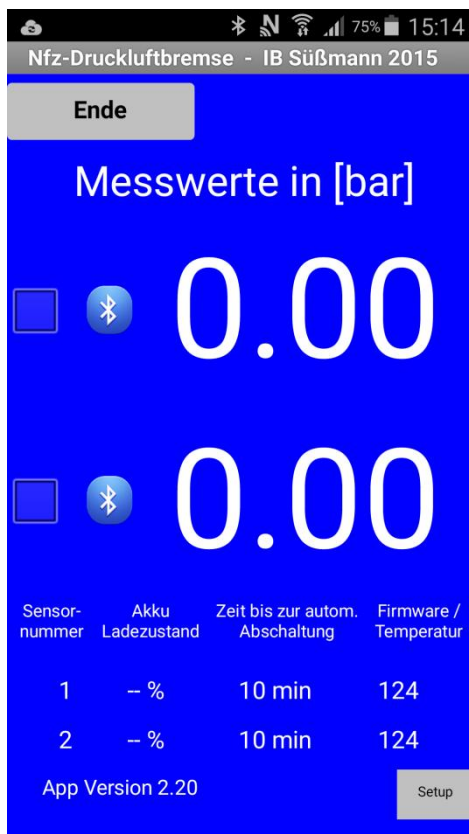 75% 15:14
Nfz-Druckluftbremse - IB Süßmann 2015
Ende
Messwerte in [bar]
0.00
0.00
Sensor- Akku Zeit bis zur autom. Firmware /
nummer Ladezustand Abschaltung Temperatur
1 -- % 10 min 124
2 -- % 10 min 124
App Version 2.20
Setup